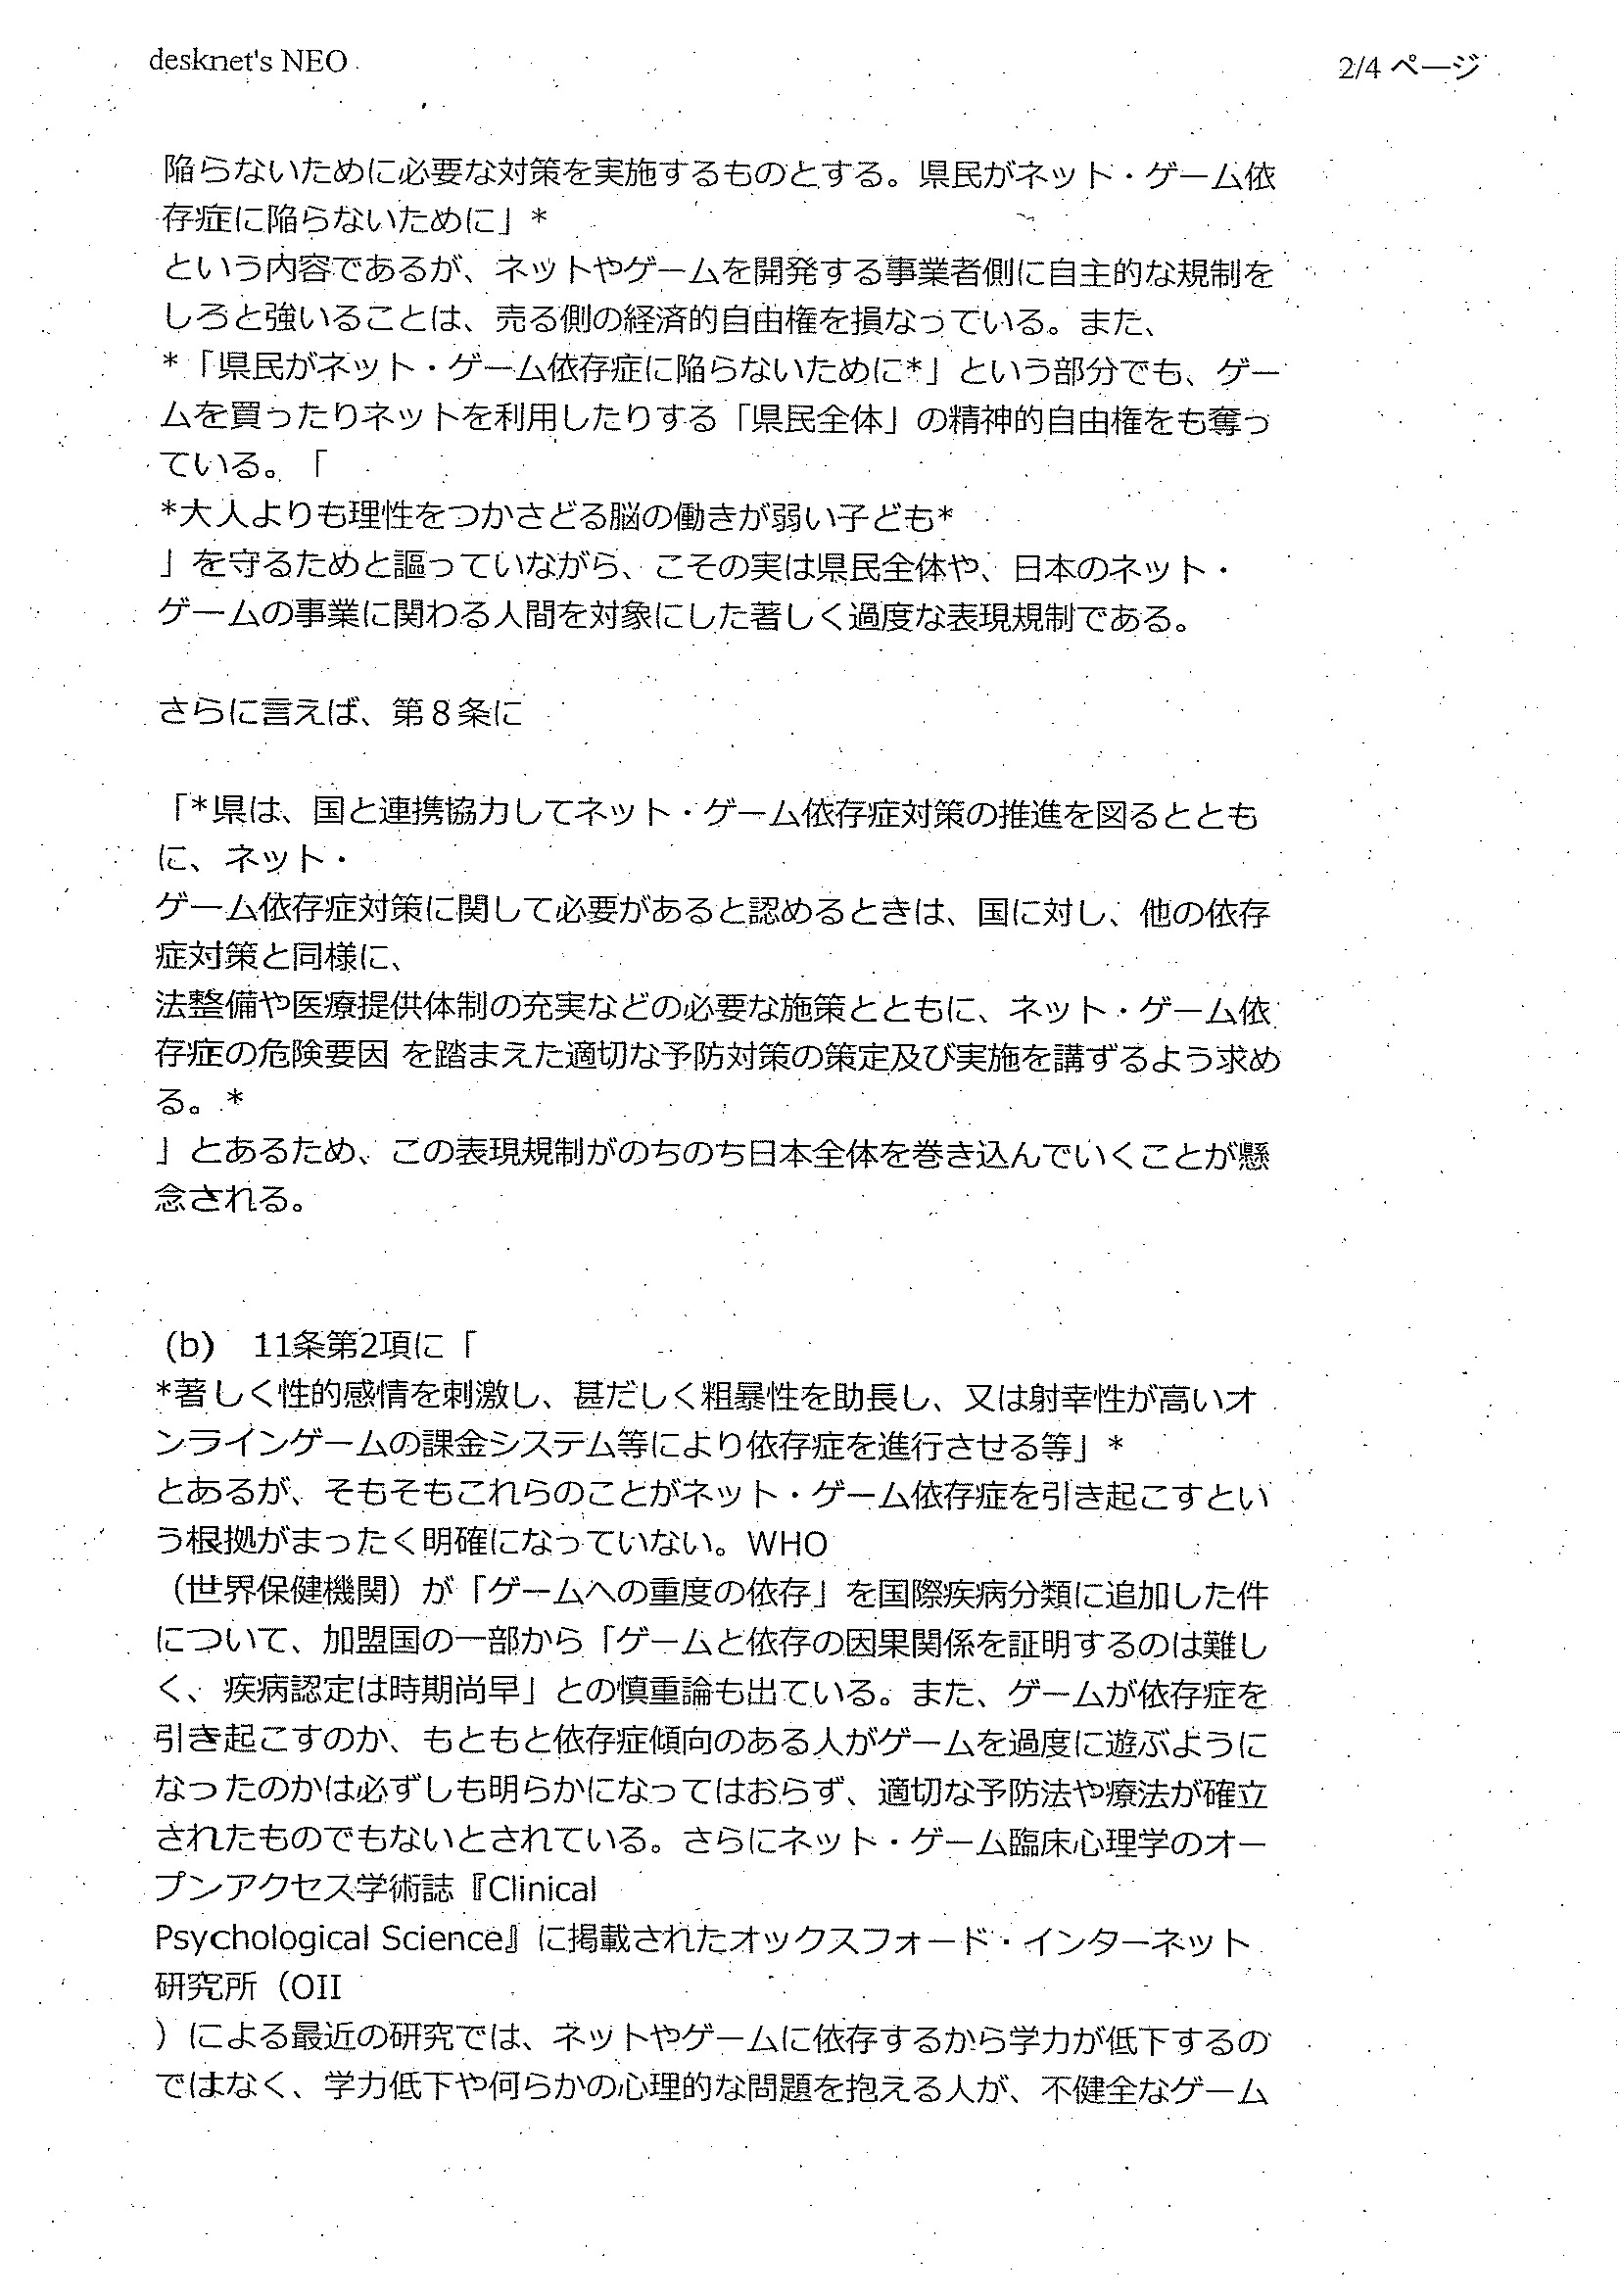 desknet's NEO
2/4 ページ
陥らないために必要な対策を実施するものとする。県民がネット・ゲーム依
存症に陥らないために」*
という内容であるが、ネットやゲームを開発する事業者側に自主的な規制を
しろと強いることは、売る側の経済的自由権を損なっている。また、
*「県民がネット・ゲーム依存症に陥らないために*」という部分でも、ゲー
ムを買ったりネットを利用したりする「県民全体」の精神的自由権をも奪っ
ている。「
*大人よりも理性をつかさどる脳の働きが弱い子ども*
」を守るためと謳っていながら、こその実は県民全体や、日本のネット・
ゲームの事業に関わる人間を対象にした著しく過度な表現規制である。
さらに言えば、第８条に
「*県は、国と連携協力してネット・ゲーム依存症対策の推進を図るととも
に、ネット・
ゲーム依存症対策に関して必要があると認めるときは、国に対し、他の依存
症対策と同様に、
法整備や医療提供体制の充実などの必要な施策とともに、ネット・ゲーム依
存症の危険要因 を踏まえた適切な予防対策の策定及び実施を講ずるよう求め
る。*
」とあるため、この表現規制がのちのち日本全体を巻き込んでいくことが懸
念される。
(b)　11条第2項に「
*著しく性的感情を刺激し、甚だしく粗暴性を助長し、又は射幸性が高いオ
ンラインゲームの課金システム等により依存症を進行させる等」*
とあるが、そもそもこれらのことがネット・ゲーム依存症を引き起こすとい
う根拠がまったく明確になっていない。WHO
（世界保健機関）が「ゲームへの重度の依存」を国際疾病分類に追加した件
について、加盟国の一部から「ゲームと依存の因果関係を証明するのは難し
く、疾病認定は時期尚早」との慎重論も出ている。また、ゲームが依存症を
引き起こすのか、もともと依存症傾向のある人がゲームを過度に遊ぶように
なったのかは必ずしも明らかになってはおらず、適切な予防法や療法が確立
されたものでもないとされている。さらにネット・ゲーム臨床心理学のオー
プンアクセス学術誌『Clinical
Psychological Science』に掲載されたオックスフォード・インターネット
研究所（OII
）による最近の研究では、ネットやゲームに依存するから学力が低下するの
ではなく、学力低下や何らかの心理的な問題を抱える人が、不健全なゲーム